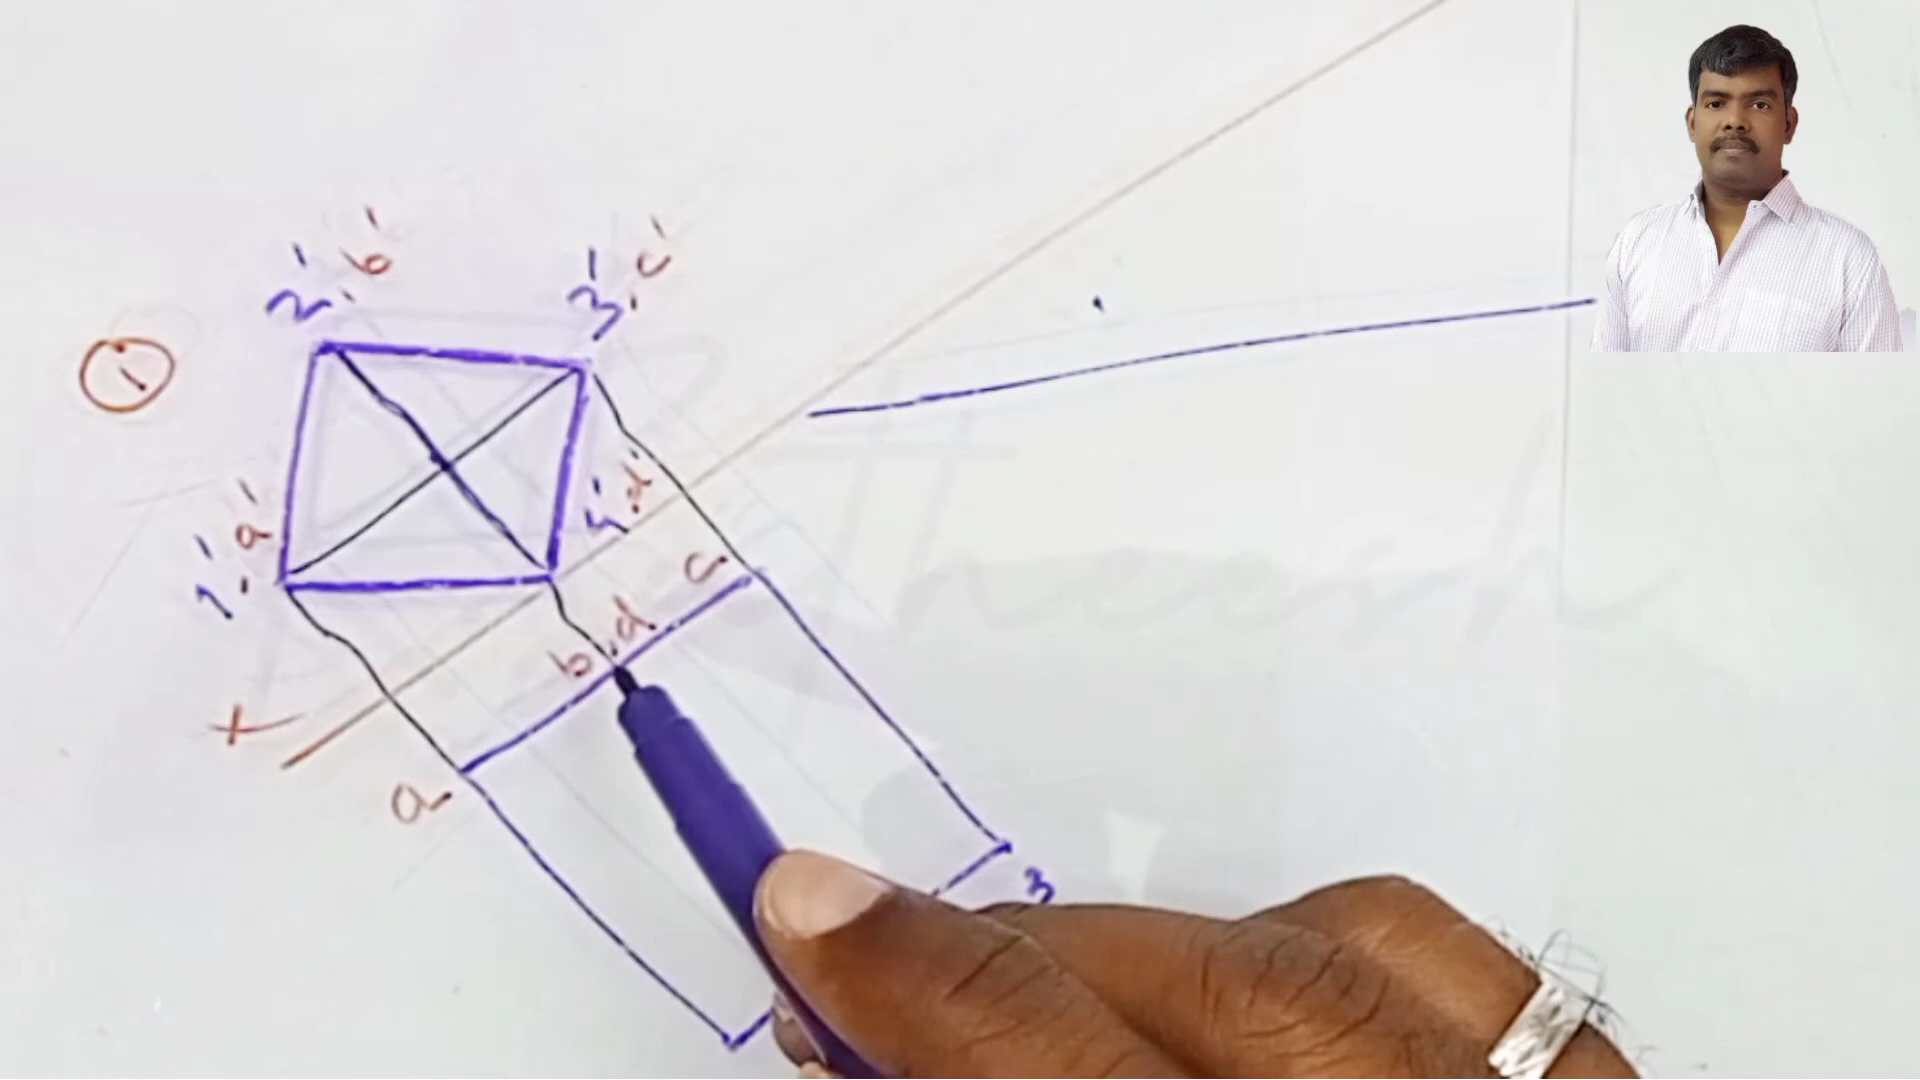 2' . b'
3' . c'
1
1' . a'
4' . d'
c
b . d
x
a
3